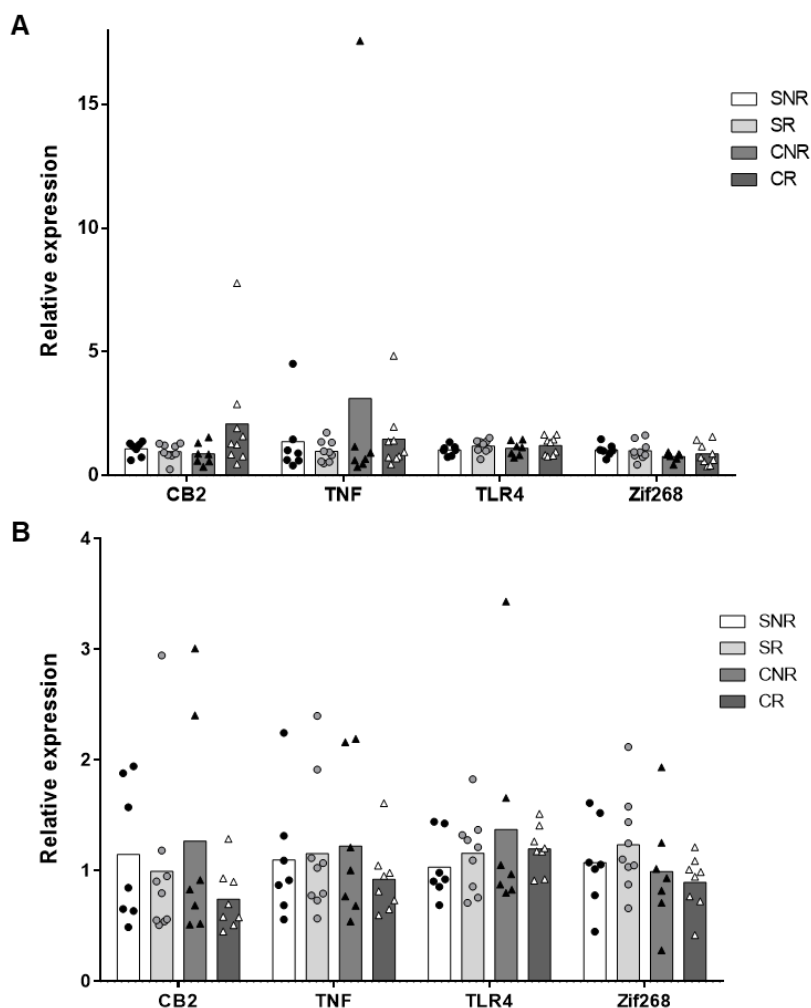 A
Relative expression
15
10
5
0
CB2 TNF TLR4 Zif268
SNR
SR
CNR
CR
B
Relative expression
4
3
2
1
0
CB2 TNF TLR4 Zif268
SNR
SR
CNR
CR